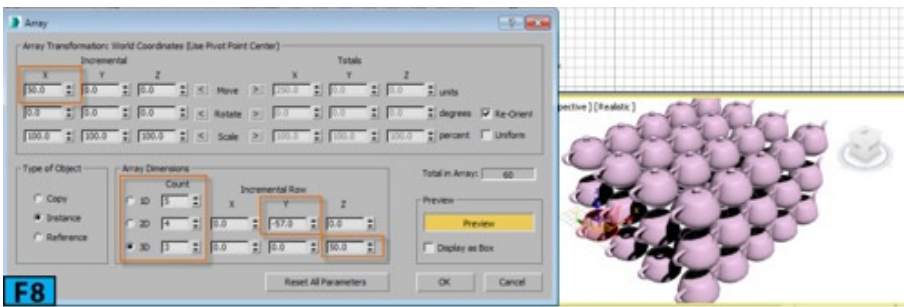 Array
Array Transformation: World Coordinates (Use Pivot Point Center)
Incremental Totals
X Y Z X Y Z
50.0 0.0 0.0 < Move > 250.0 0.0 0.0 units
0.0 0.0 0.0 < Rotate > 0.0 0.0 0.0 degrees Re-Orient
100.0 100.0 100.0 < Scale > 100.0 100.0 100.0 percent Uniform
Type of Object Array Dimensions Total in Array: 60
Count Incremental Row
X Y Z
Copy 1D 5
Instance 2D 4 0.0 -57.0 0.0
Reference 3D 3 0.0 0.0 50.0
Preview
Preview
Display as Box
Reset All Parameters OK Cancel
F8
[Realistic]